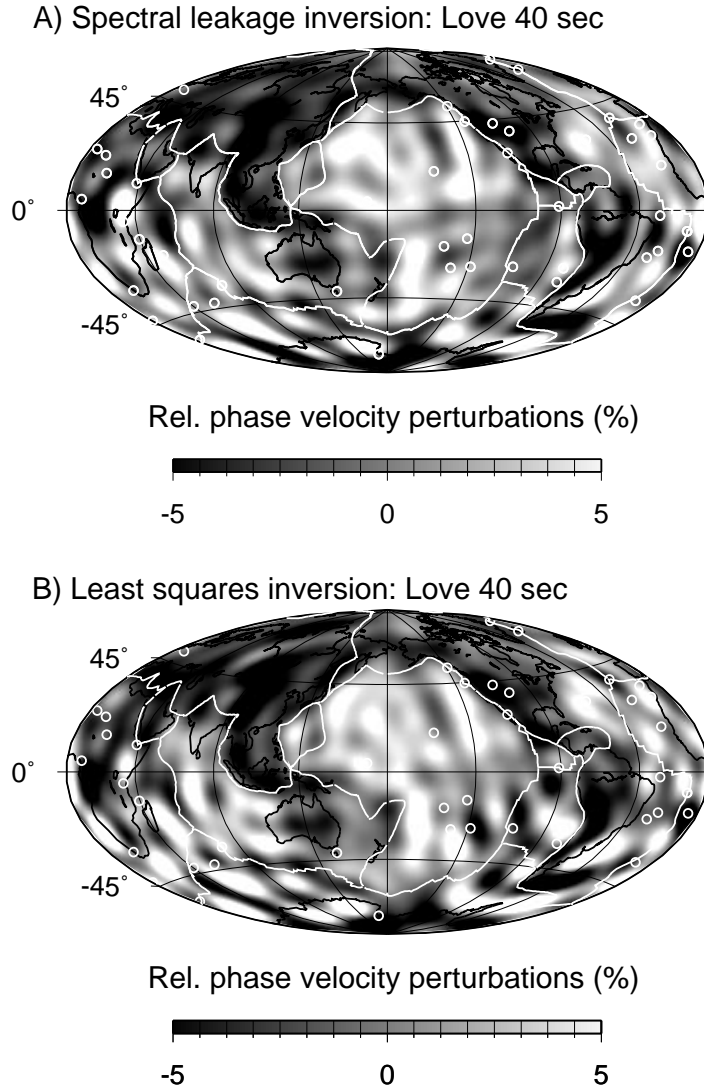 A) Spectral leakage inversion: Love 40 sec
45°
0°
-45°
Rel. phase velocity perturbations (%)
-5 0 5
B) Least squares inversion: Love 40 sec
45°
0°
-45°
Rel. phase velocity perturbations (%)
-5 0 5